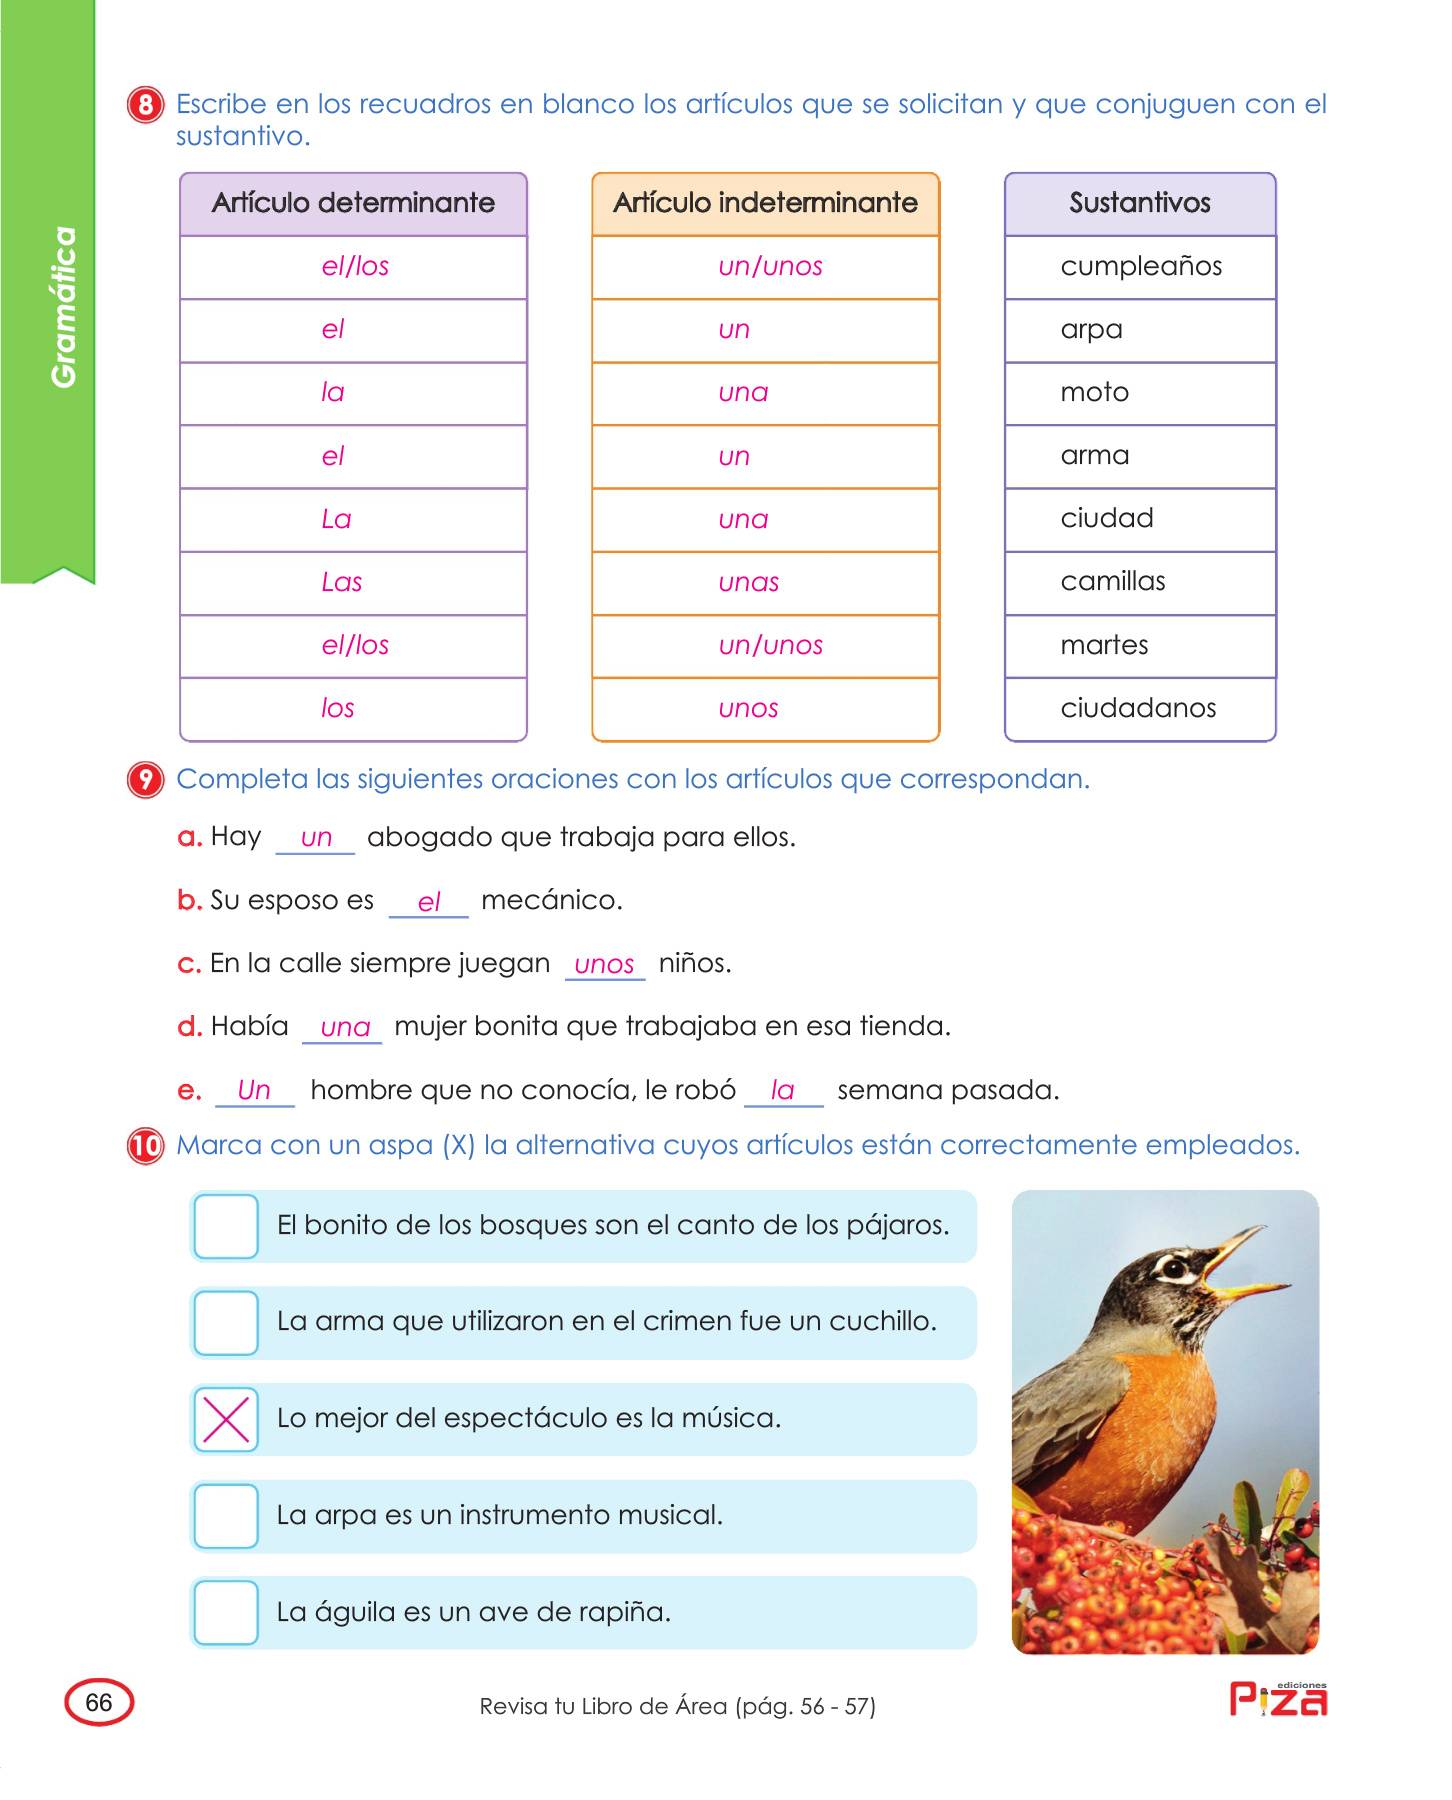 Gramática
8 Escribe en los recuadros en blanco los artículos que se solicitan y que conjuguen con el
sustantivo.
Artículo determinante Artículo indeterminante Sustantivos
el/los un/unos cumpleaños
el un arpa
la una moto
el un arma
La una ciudad
Las unas camillas
el/los un/unos martes
los unos ciudadanos
9 Completa las siguientes oraciones con los artículos que correspondan.
a. Hay un abogado que trabaja para ellos.
b. Su esposo es el mecánico.
c. En la calle siempre juegan unos niños.
d. Había una mujer bonita que trabajaba en esa tienda.
e. Un hombre que no conocía, le robó la semana pasada.
10 Marca con un aspa (X) la alternativa cuyos artículos están correctamente empleados.
El bonito de los bosques son el canto de los pájaros.
La arma que utilizaron en el crimen fue un cuchillo.
Lo mejor del espectáculo es la música.
La arpa es un instrumento musical.
La águila es un ave de rapiña.
66
Revisa tu Libro de Área (pág. 56 - 57)
ediciones
Piza